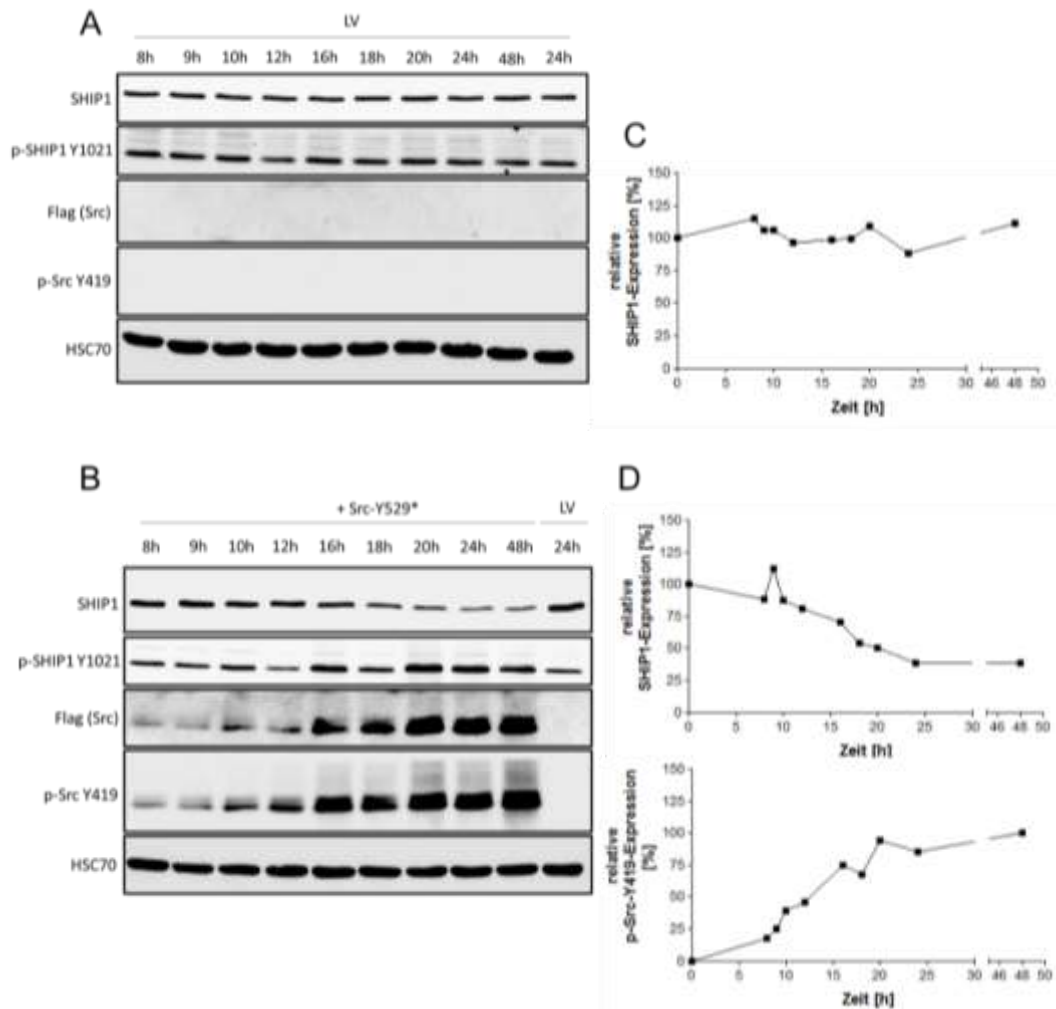 A
LV
8h 9h 10h 12h 16h 18h 20h 24h 48h 24h
SHIP1
p-SHIP1 Y1021
Flag (Src)
p-Src Y419
HSC70
C
relative
SHIP1-Expression [%]
150
125
100
75
50
25
0
0 5 10 15 20 25 30 46 48 50
Zeit [h]
B
+ Src-Y529* LV
8h 9h 10h 12h 16h 18h 20h 24h 48h 24h
SHIP1
p-SHIP1 Y1021
Flag (Src)
p-Src Y419
HSC70
D
relative
SHIP1-Expression [%]
150
125
100
75
50
25
0
0 5 10 15 20 25 30 46 48 50
Zeit [h]
relative
p-Src-Y419-Expression
[%]
150
125
100
75
50
25
0
0 5 10 15 20 25 30 46 48 50
Zeit [h]